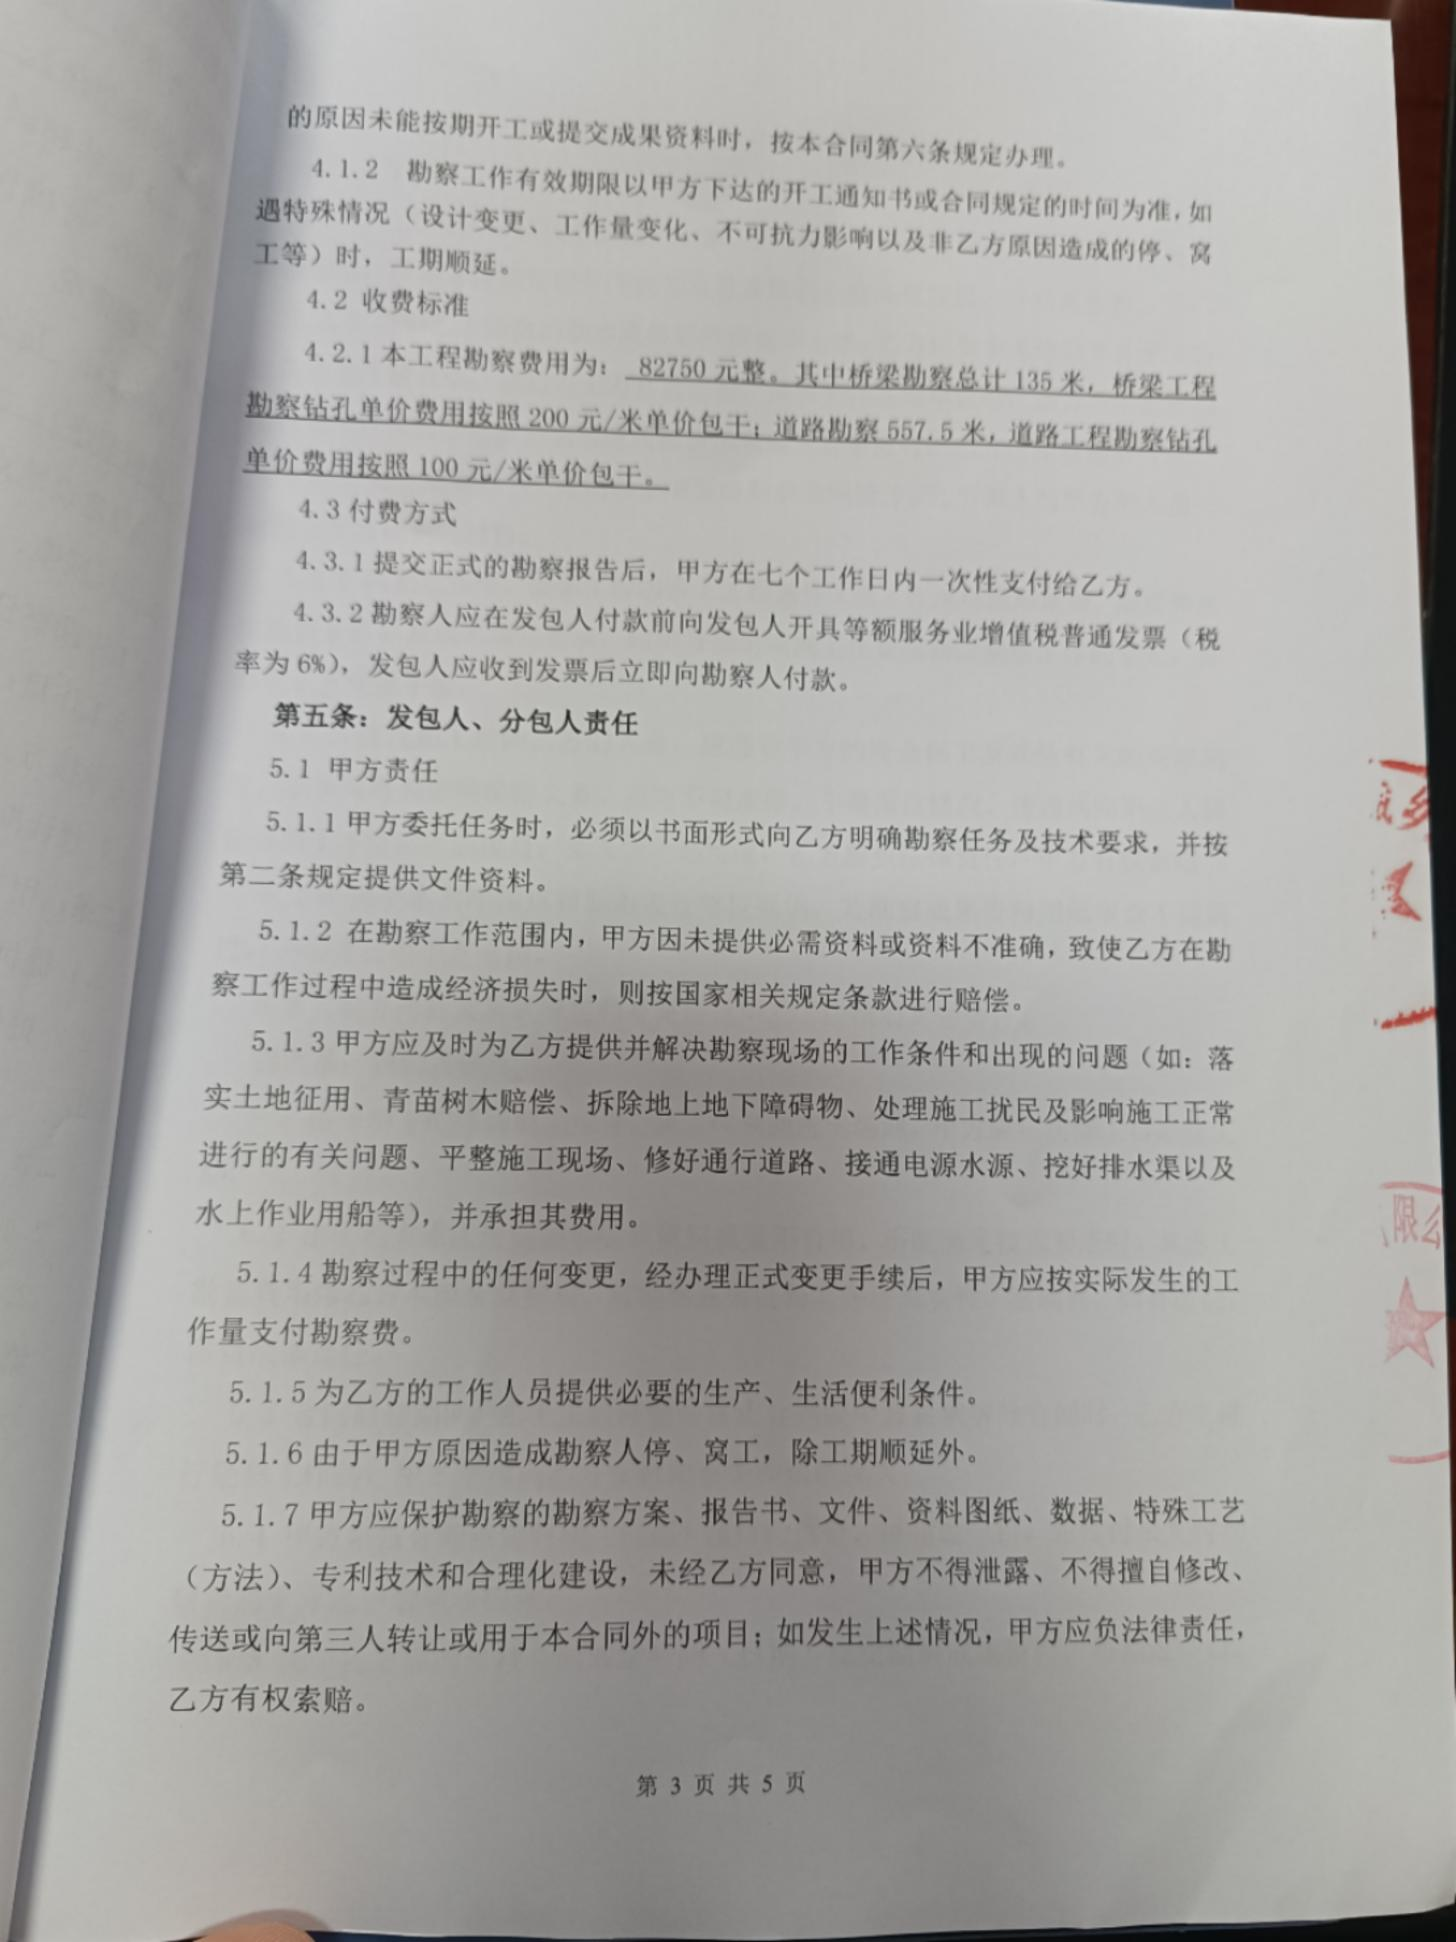 的原因未能按期开工或提交成果资料时，按本合同第六条规定办理。
4.1.2 勘察工作有效期限以甲方下达的开工通知书或合同规定的时间为准，如
遇特殊情况（设计变更、工作量变化、不可抗力影响以及非乙方原因造成的停、窝
工等）时，工期顺延。
4.2 收费标准
4.2.1本工程勘察费用为： 82750 元整。其中桥梁勘察总计 135 米，桥梁工程
勘察钻孔单价费用按照 200 元/米单价包干；道路勘察 557.5 米，道路工程勘察钻孔
单价费用按照 100 元/米单价包干。
4.3 付费方式
4.3.1 提交正式的勘察报告后，甲方在七个工作日内一次性支付给乙方。
4.3.2 勘察人应在发包人付款前向发包人开具等额服务业增值税普通发票（税
率为 6%），发包人应收到发票后立即向勘察人付款。
第五条：发包人、分包人责任
5.1 甲方责任
5.1.1 甲方委托任务时，必须以书面形式向乙方明确勘察任务及技术要求，并按
第二条规定提供文件资料。
5.1.2 在勘察工作范围内，甲方因未提供必需资料或资料不准确，致使乙方在勘
察工作过程中造成经济损失时，则按国家相关规定条款进行赔偿。
5.1.3 甲方应及时为乙方提供并解决勘察现场的工作条件和出现的问题（如：落
实土地征用、青苗树木赔偿、拆除地上地下障碍物、处理施工扰民及影响施工正常
进行的有关问题、平整施工现场、修好通行道路、接通电源水源、挖好排水渠以及
水上作业用船等），并承担其费用。
5.1.4 勘察过程中的任何变更，经办理正式变更手续后，甲方应按实际发生的工
作量支付勘察费。
5.1.5 为乙方的工作人员提供必要的生产、生活便利条件。
5.1.6 由于甲方原因造成勘察人停、窝工，除工期顺延外。
5.1.7 甲方应保护勘察的勘察方案、报告书、文件、资料图纸、数据、特殊工艺
（方法）、专利技术和合理化建设，未经乙方同意，甲方不得泄露、不得擅自修改、
传送或向第三人转让或用于本合同外的项目；如发生上述情况，甲方应负法律责任，
乙方有权索赔。
限
第 3 页 共 5 页